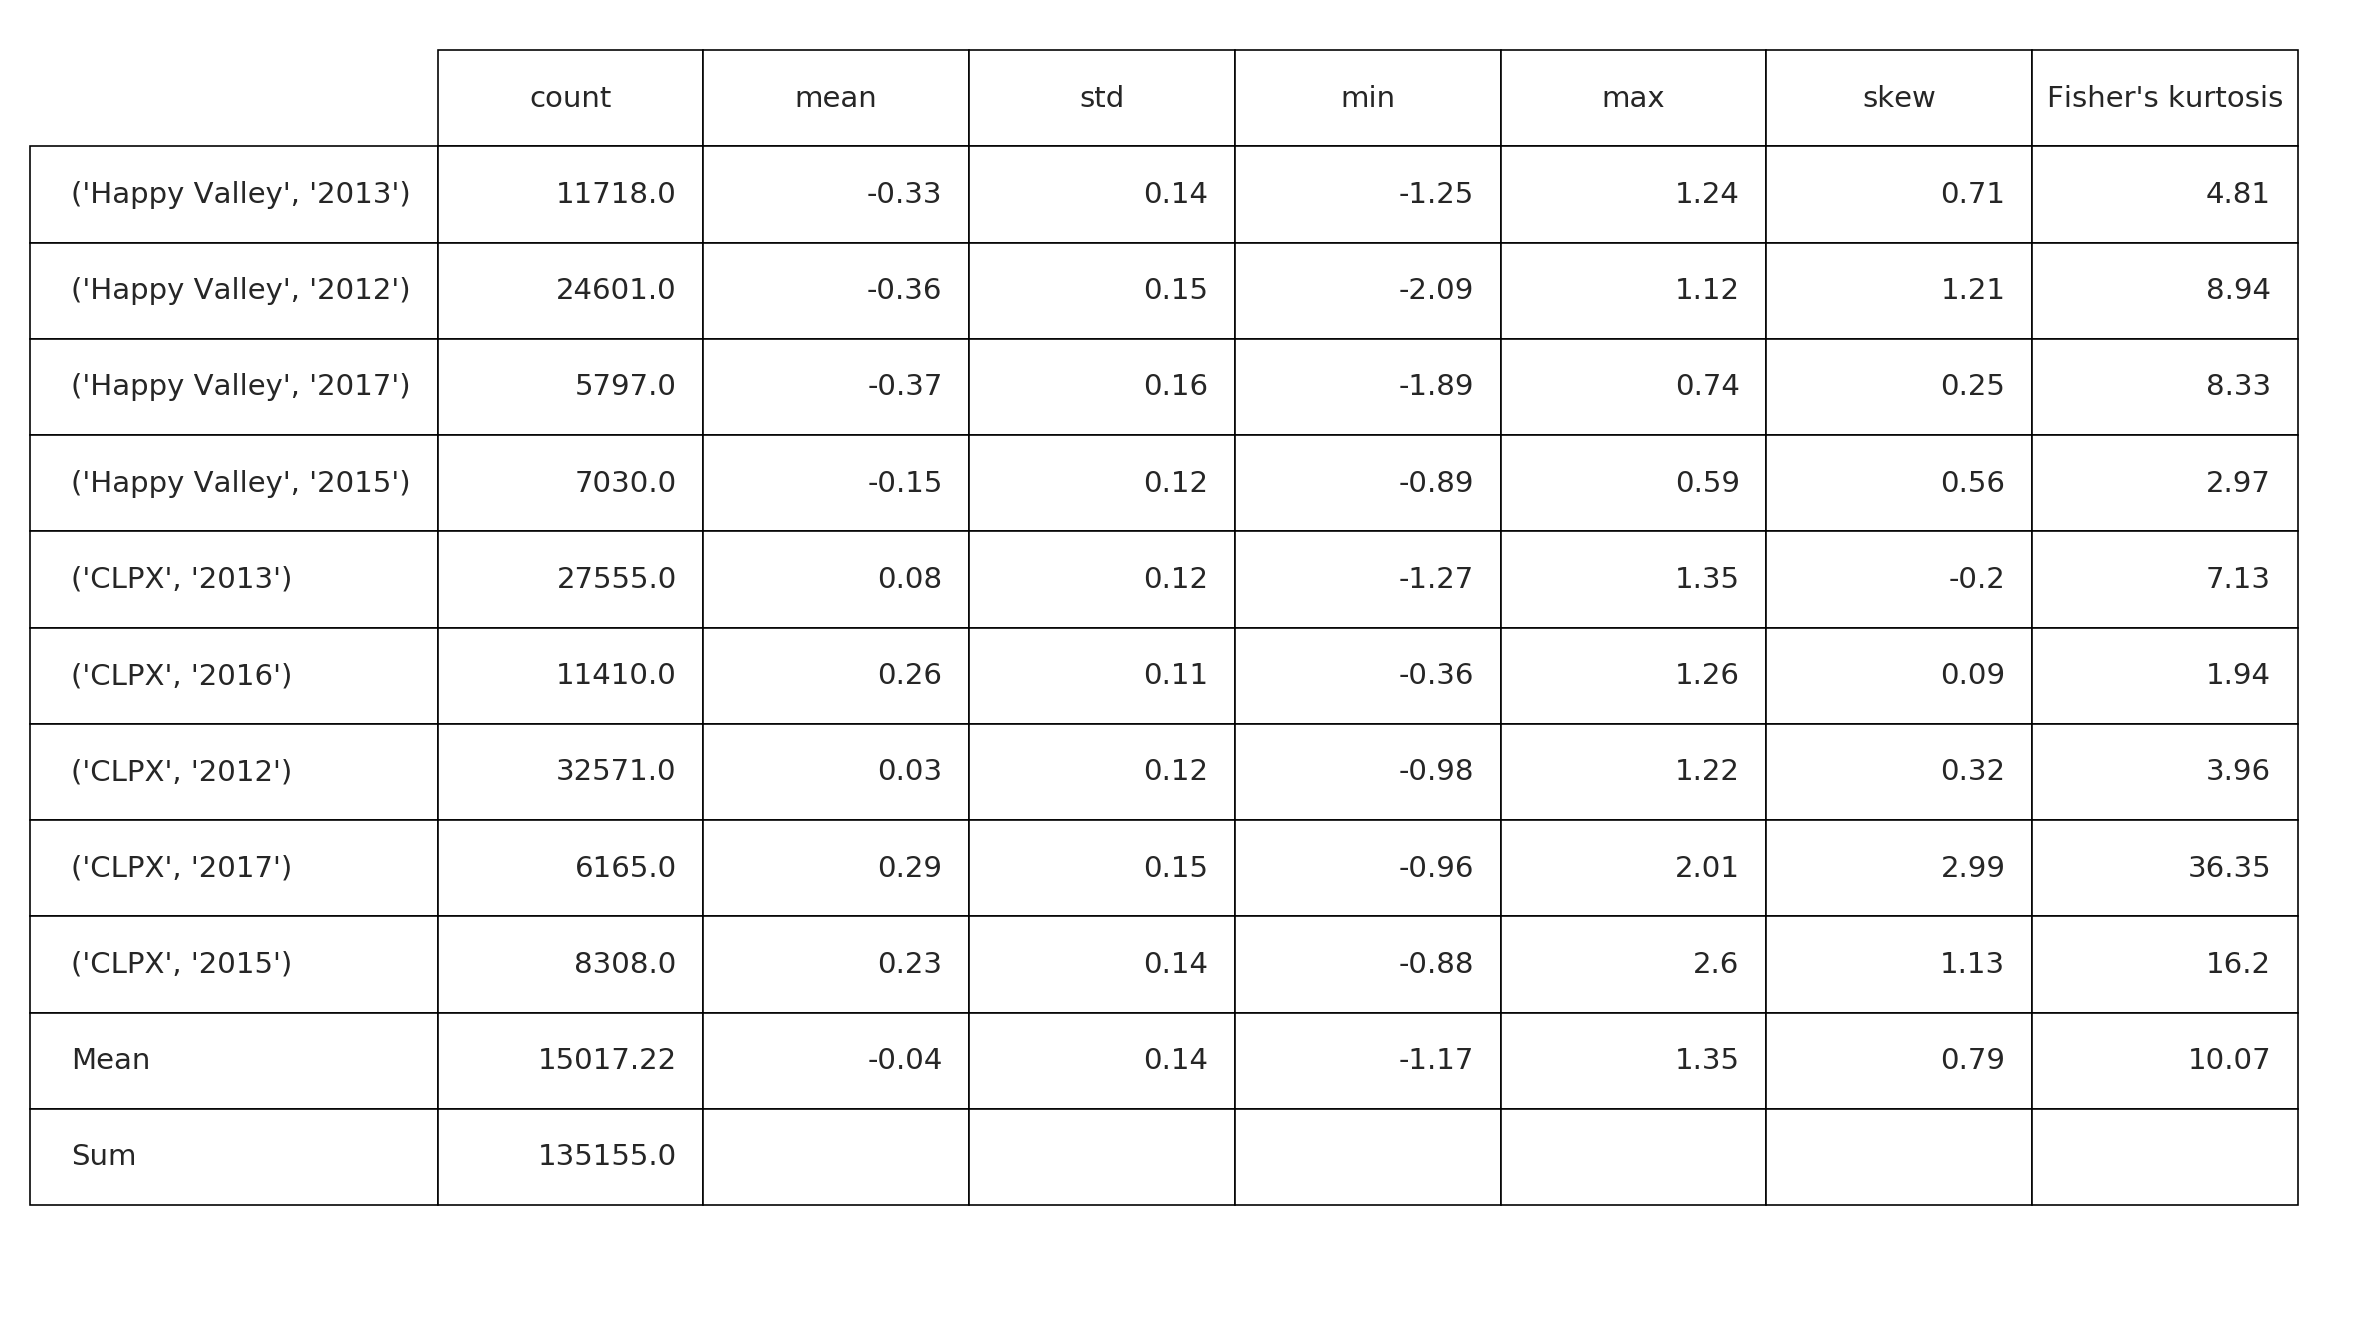 count mean std min max skew Fisher's kurtosis
('Happy Valley', '2013') 11718.0 -0.33 0.14 -1.25 1.24 0.71 4.81
('Happy Valley', '2012') 24601.0 -0.36 0.15 -2.09 1.12 1.21 8.94
('Happy Valley', '2017') 5797.0 -0.37 0.16 -1.89 0.74 0.25 8.33
('Happy Valley', '2015') 7030.0 -0.15 0.12 -0.89 0.59 0.56 2.97
('CLPX', '2013') 27555.0 0.08 0.12 -1.27 1.35 -0.2 7.13
('CLPX', '2016') 11410.0 0.26 0.11 -0.36 1.26 0.09 1.94
('CLPX', '2012') 32571.0 0.03 0.12 -0.98 1.22 0.32 3.96
('CLPX', '2017') 6165.0 0.29 0.15 -0.96 2.01 2.99 36.35
('CLPX', '2015') 8308.0 0.23 0.14 -0.88 2.6 1.13 16.2
Mean 15017.22 -0.04 0.14 -1.17 1.35 0.79 10.07
Sum 135155.0